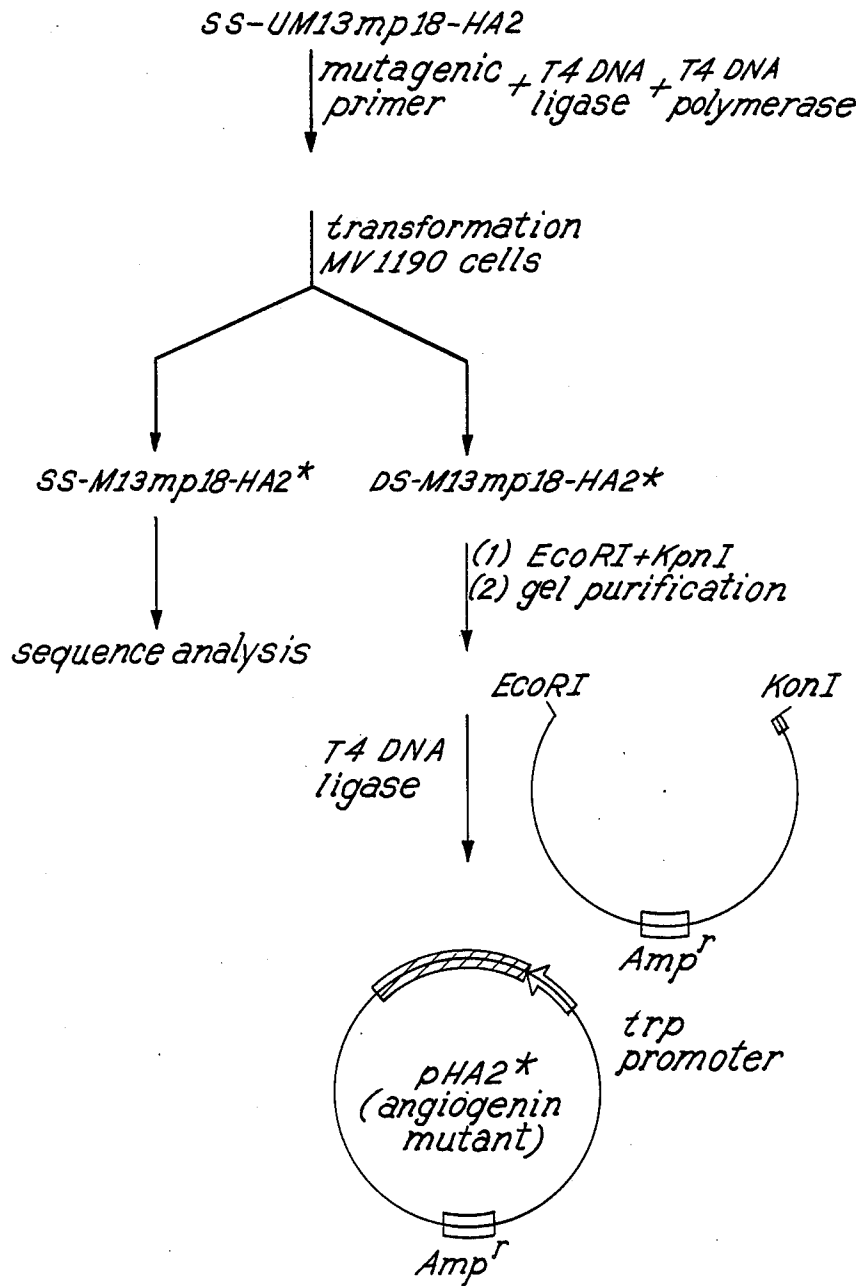 SS-UM13mp18-HA2
mutagenic primer + T4 DNA ligase + T4 DNA polymerase
transformation
MV1190 cells
SS-M13mp18-HA2*
DS-M13mp18-HA2*
(1) EcoRI+KpnI
(2) gel purification
sequence analysis
EcoRI
KonI
T4 DNA
ligase
Amp^r
trp
promoter
pHA2*
(angiogenin
mutant)
Amp^r